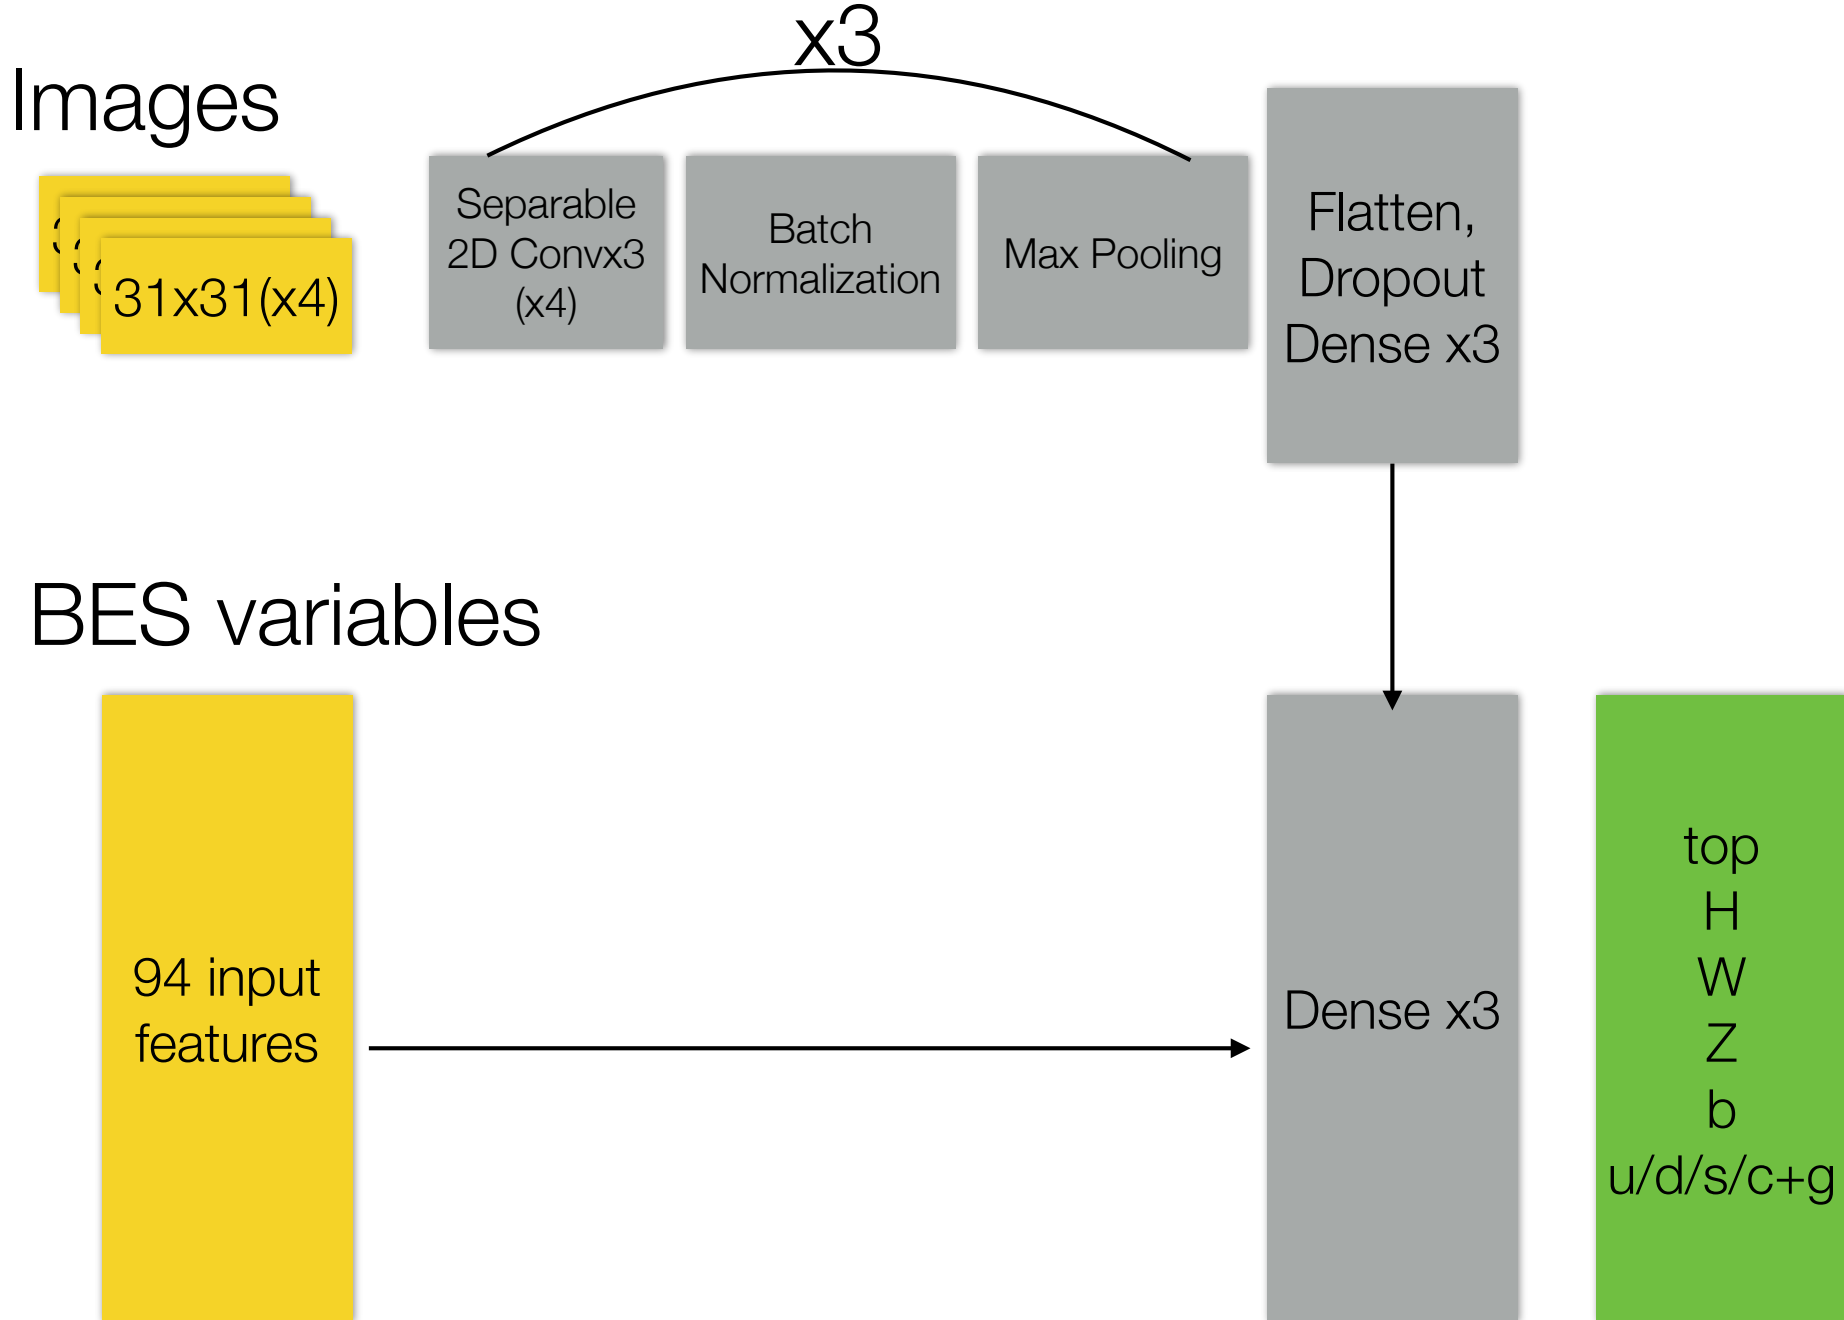 x3
Images
31x31(x4)
Separable
2D Convx3
(x4)
Batch
Normalization
Max Pooling
Flatten,
Dropout
Dense x3
BES variables
94 input
features
Dense x3
top
H
W
Z
b
u/d/s/c+g